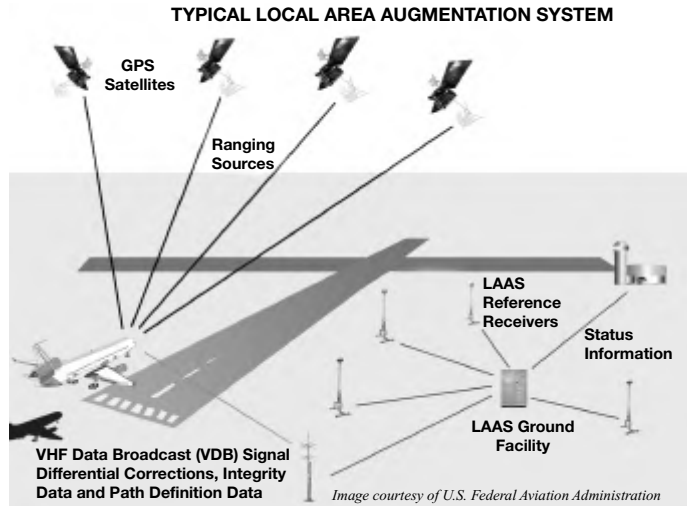 TYPICAL LOCAL AREA AUGMENTATION SYSTEM
GPS
Satellites
Ranging
Sources
LAAS
Reference
Receivers
Status
Information
LAAS Ground
Facility
VHF Data Broadcast (VDB) Signal
Differential Corrections, Integrity
Data and Path Definition Data
Image courtesy of U.S. Federal Aviation Administration